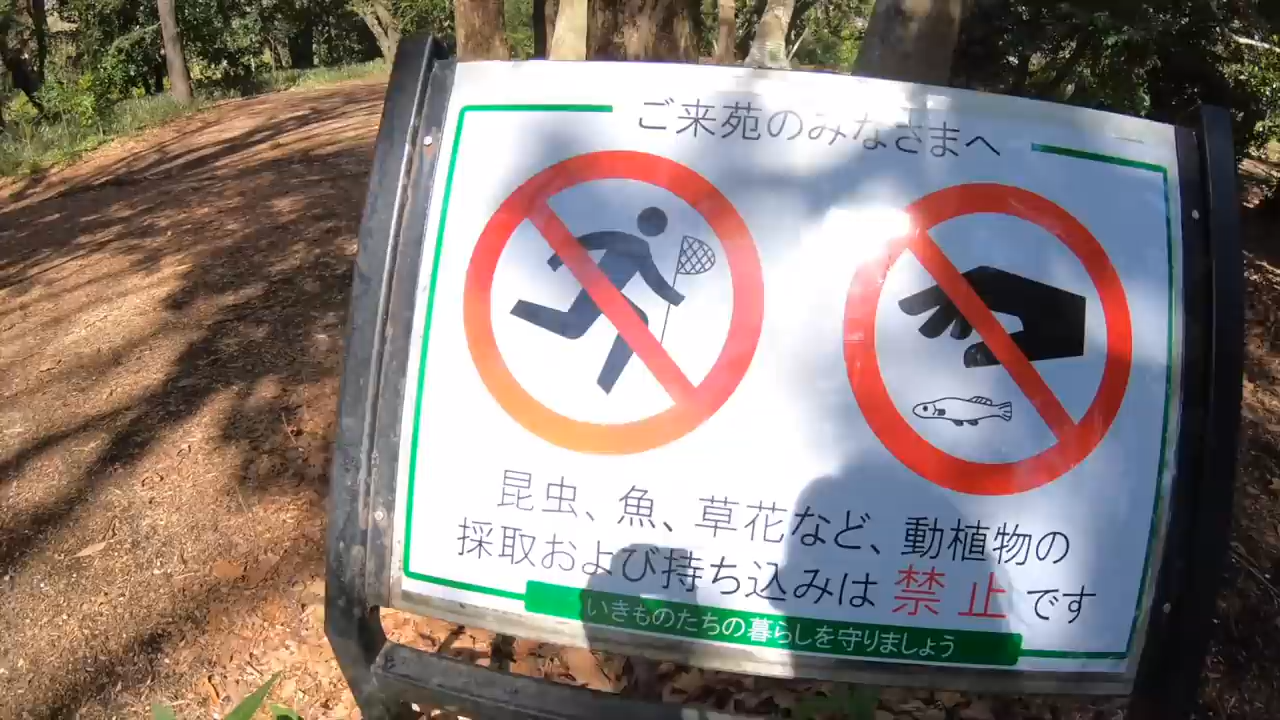 ご来苑のみなさまへ
昆虫、魚、草花など、動植物の
採取および持ち込みは 禁止 です
いきものたちの暮らしを守りましょう